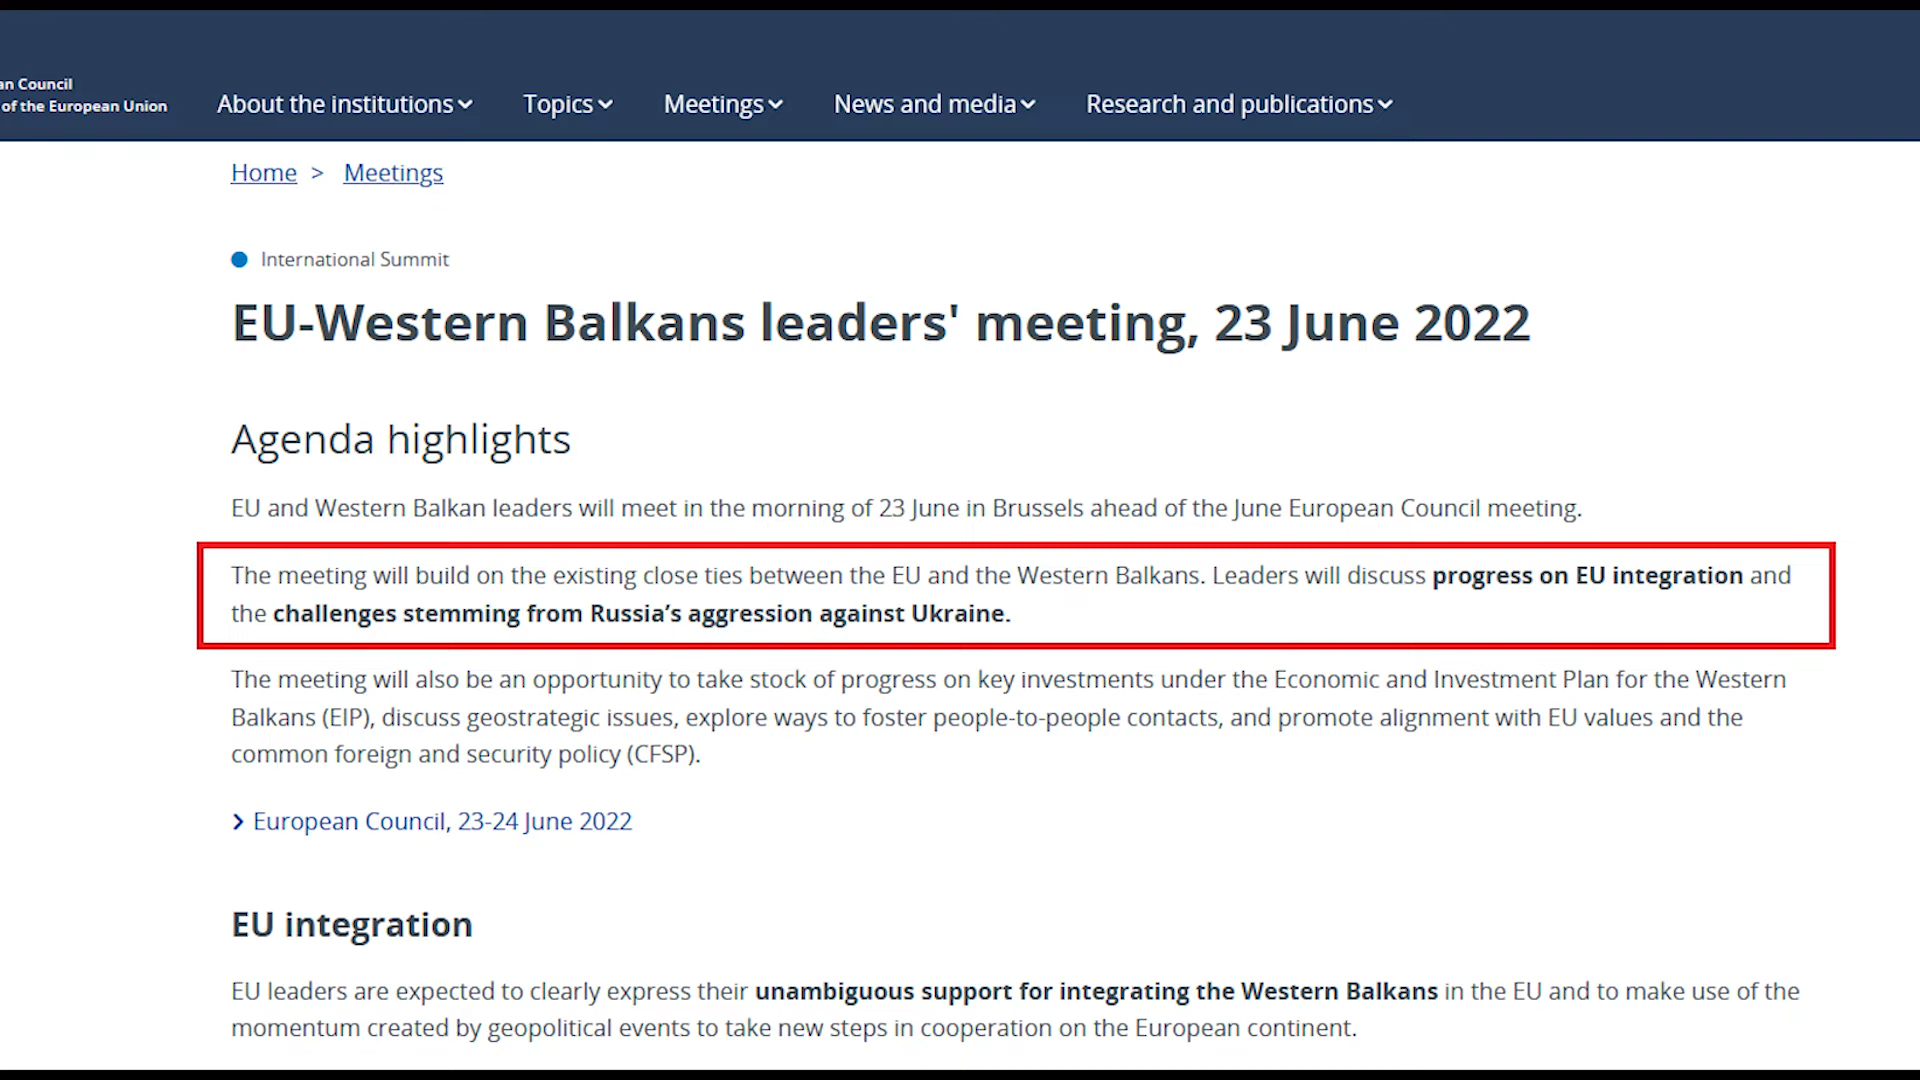 an Council
of the European Union
About the institutions
Topics
Meetings
News and media
Research and publications
Home > Meetings
International Summit
EU-Western Balkans leaders' meeting, 23 June 2022
Agenda highlights
EU and Western Balkan leaders will meet in the morning of 23 June in Brussels ahead of the June European Council meeting.
The meeting will build on the existing close ties between the EU and the Western Balkans. Leaders will discuss progress on EU integration and
the challenges stemming from Russia’s aggression against Ukraine.
The meeting will also be an opportunity to take stock of progress on key investments under the Economic and Investment Plan for the Western
Balkans (EIP), discuss geostrategic issues, explore ways to foster people-to-people contacts, and promote alignment with EU values and the
common foreign and security policy (CFSP).
European Council, 23-24 June 2022
EU integration
EU leaders are expected to clearly express their unambiguous support for integrating the Western Balkans in the EU and to make use of the
momentum created by geopolitical events to take new steps in cooperation on the European continent.